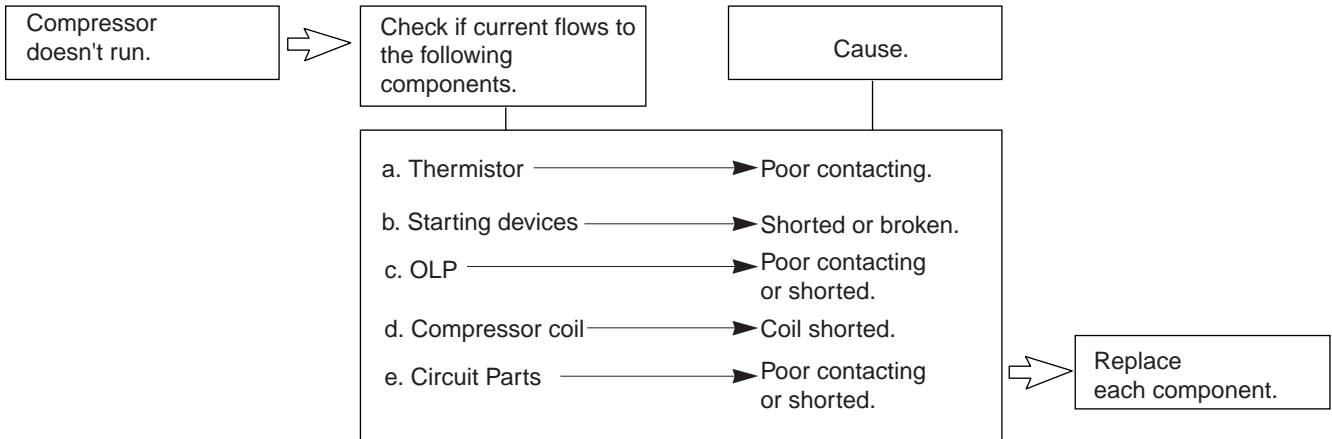 Compressor
doesn't run.
Check if current flows to
the following
components.
Cause.
a. Thermistor
Poor contacting.
b. Starting devices
Shorted or broken.
c. OLP
Poor contacting
or shorted.
d. Compressor coil
Coil shorted.
e. Circuit Parts
Poor contacting
or shorted.
Replace
each component.